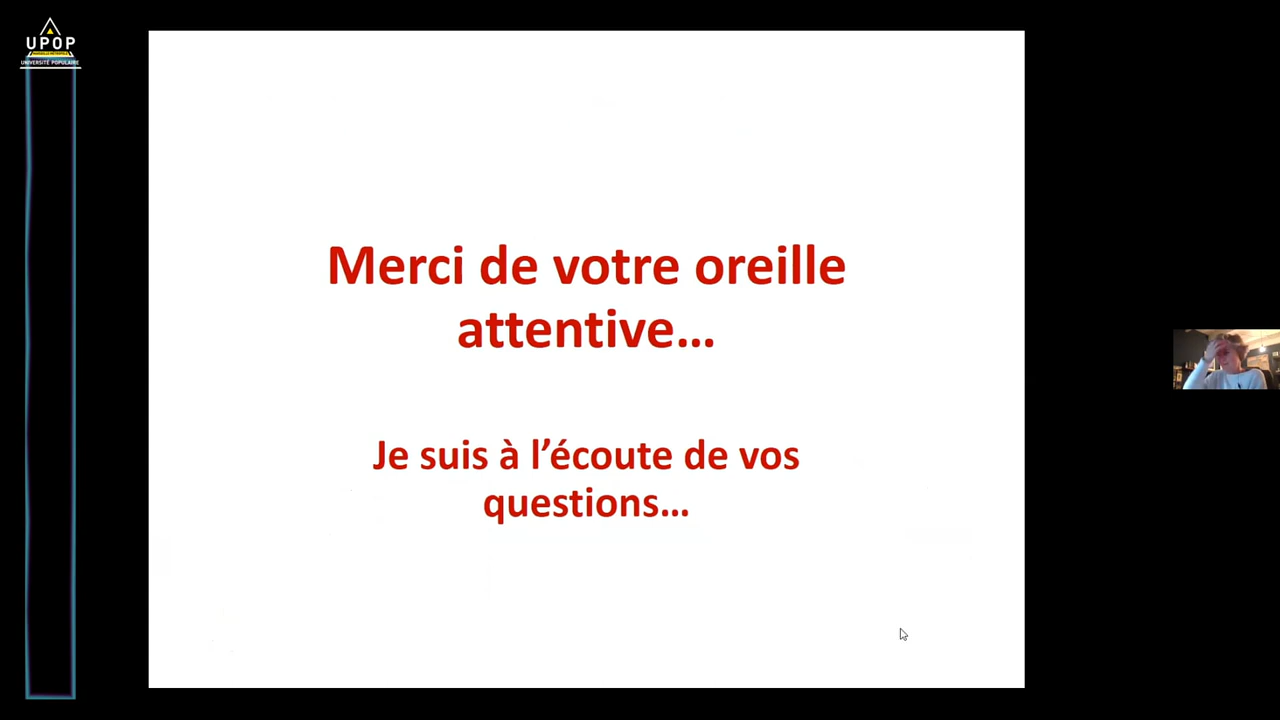 UPOP
UNIVERSITÉ POPULAIRE
Merci de votre oreille
attentive…
Je suis à l’écoute de vos
questions…